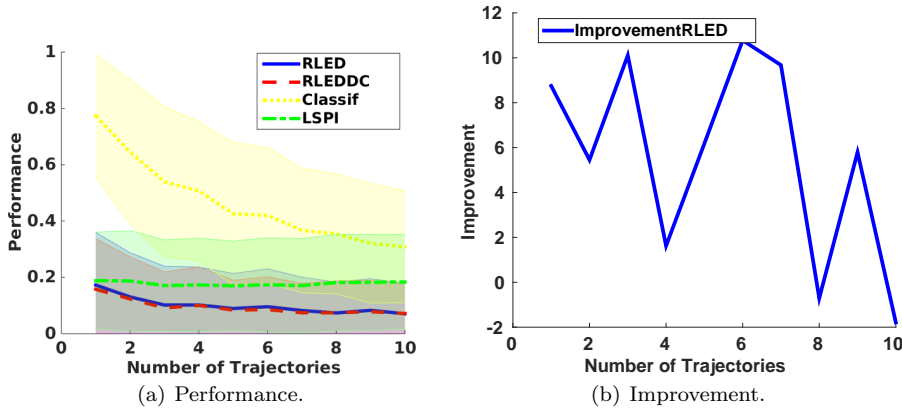 1
0.8
0.6
0.4
0.2
0
Performance
RLED
RLEDDC
Classif
LSPI
0 2 4 6 8 10
Number of Trajectories
(a) Performance.
12
10
8
6
4
2
0
-2
Improvement
ImprovementRLED
0 2 4 6 8 10
Number of Trajectories
(b) Improvement.